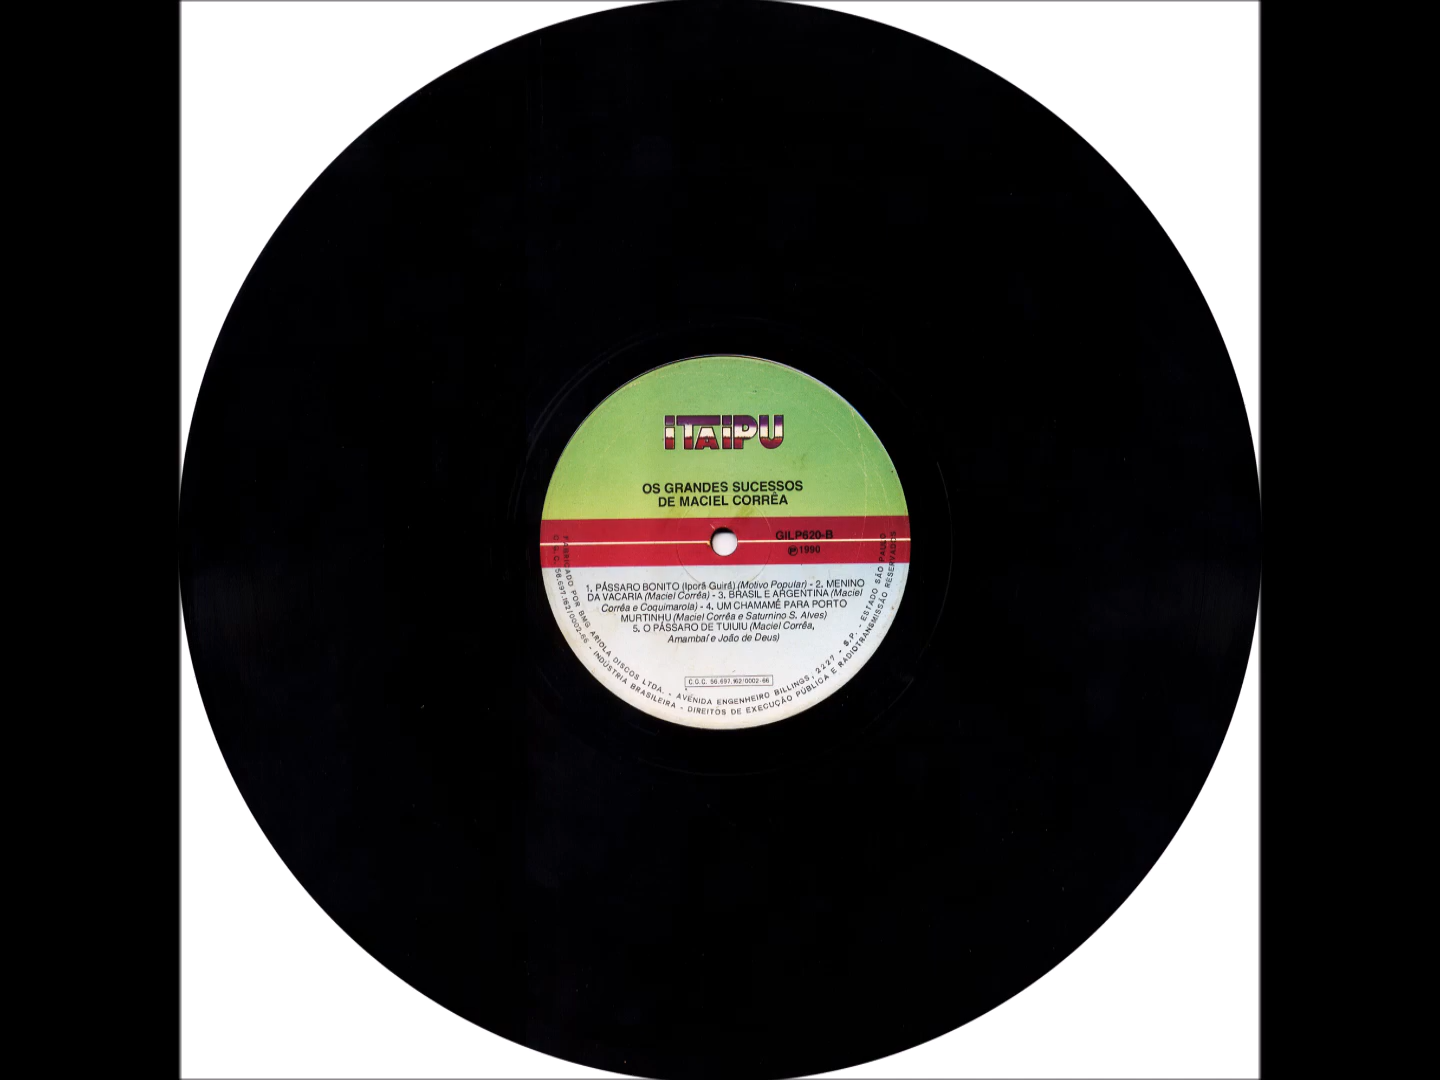 ITAIPU
OS GRANDES SUCESSOS
DE MACIEL CORRÊA
GILP620-B
℗1990
1. PÁSSARO BONITO (Iporã Guirá) (Motivo Popular) - 2. MENINO
DA VACARIA (Maciel Corrêa) - 3. BRASIL E ARGENTINA (Maciel
Corrêa e Coquimarola) - 4. UM CHAMAMÊ PARA PORTO
MURTINHU (Maciel Corrêa e Saturnino S. Alves)
5. O PÁSSARO DE TUIUIU (Maciel Corrêa,
Amambaí e João de Deus)
C.G.C. 56.697.162/0002-66
FABRICADO POR BMG ARIOLA DISCOS LTDA. - AVENIDA ENGENHEIRO BILLINGS, 2227 - S.P. - ESTADO SÃO PAULO
C.G.C. 56.697.162/0002-66 - INDÚSTRIA BRASILEIRA - DIREITOS DE EXECUÇÃO PÚBLICA E RADIOTRANSMISSÃO RESERVADOS